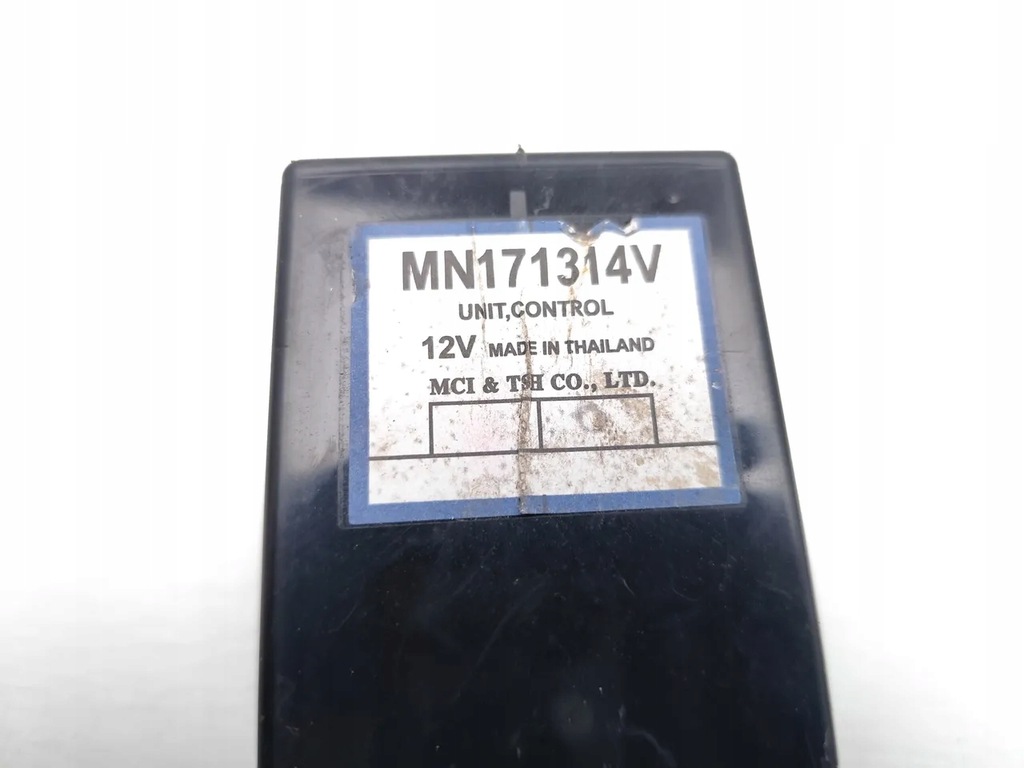 MN171314V
UNIT,CONTROL
12V MADE IN THAILAND
MCI & TSH CO., LTD.